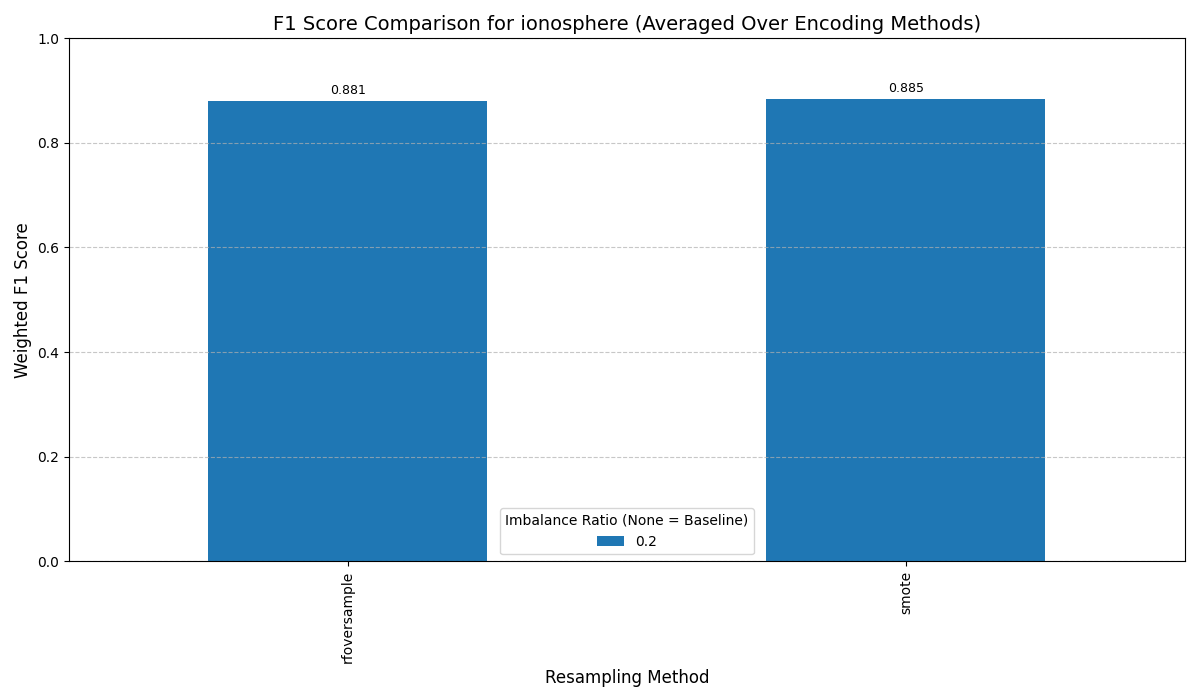 F1 Score Comparison for ionosphere (Averaged Over Encoding Methods)
Weighted F1 Score
1.0
0.8
0.6
0.4
0.2
0.0
0.881
0.885
Imbalance Ratio (None = Baseline)
0.2
rfoversample
smote
Resampling Method